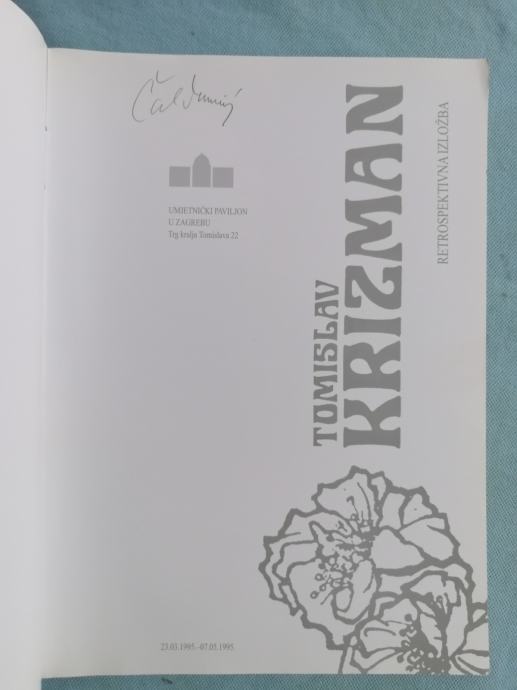 UMJETNIČKI PAVILJON
U ZAGREBU
Trg kralja Tomislava 22
TOMISLAV
KRIZMAN
RETROSPEKTIVNA IZLOŽBA
23.03.1995.-07.05.1995.